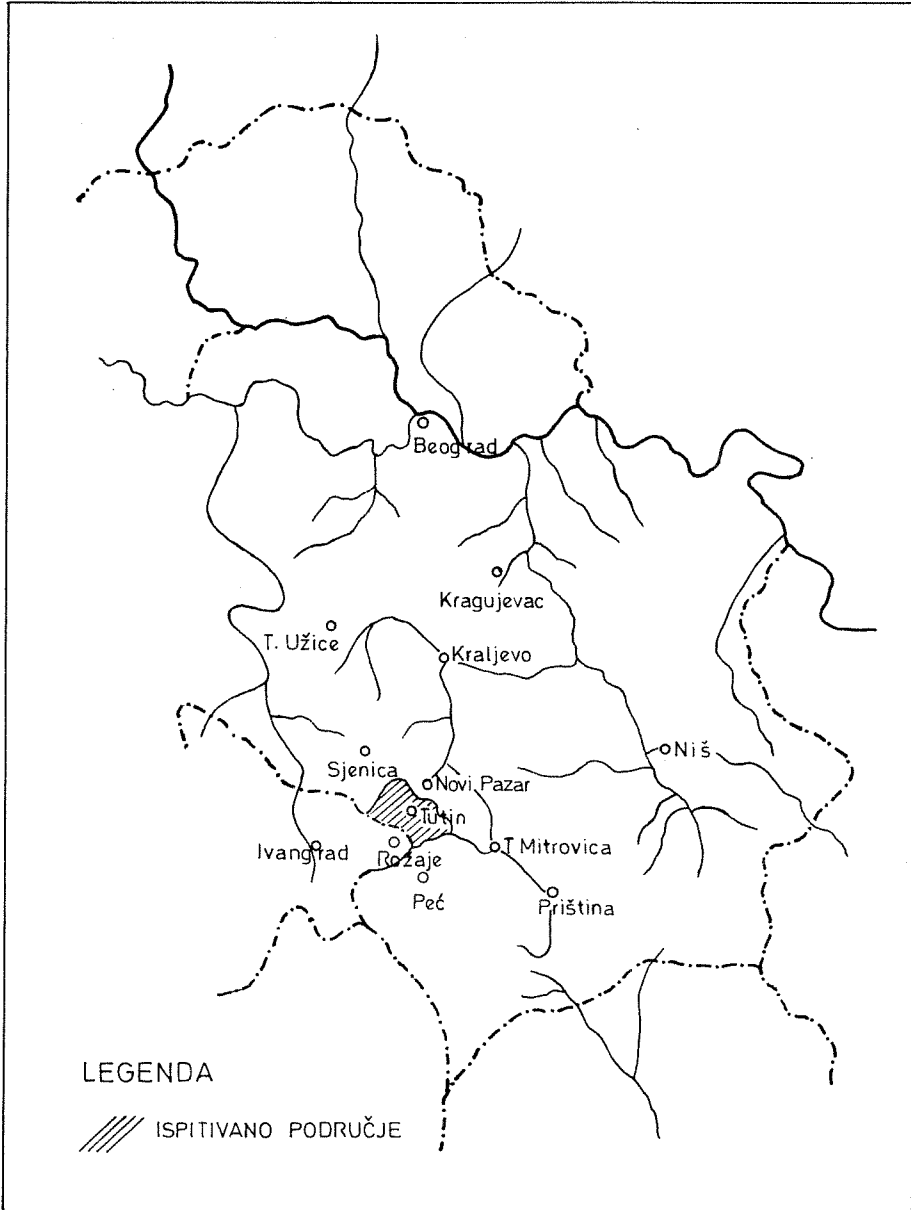 Beograd
Kragujevac
T. Užice
Kraljevo
Niš
Sjenica
Novi Pazar
Tutin
Ivangrad
Rožaje
T Mitrovica
Peć
Priština
LEGENDA
ISPITIVANO PODRUČJE